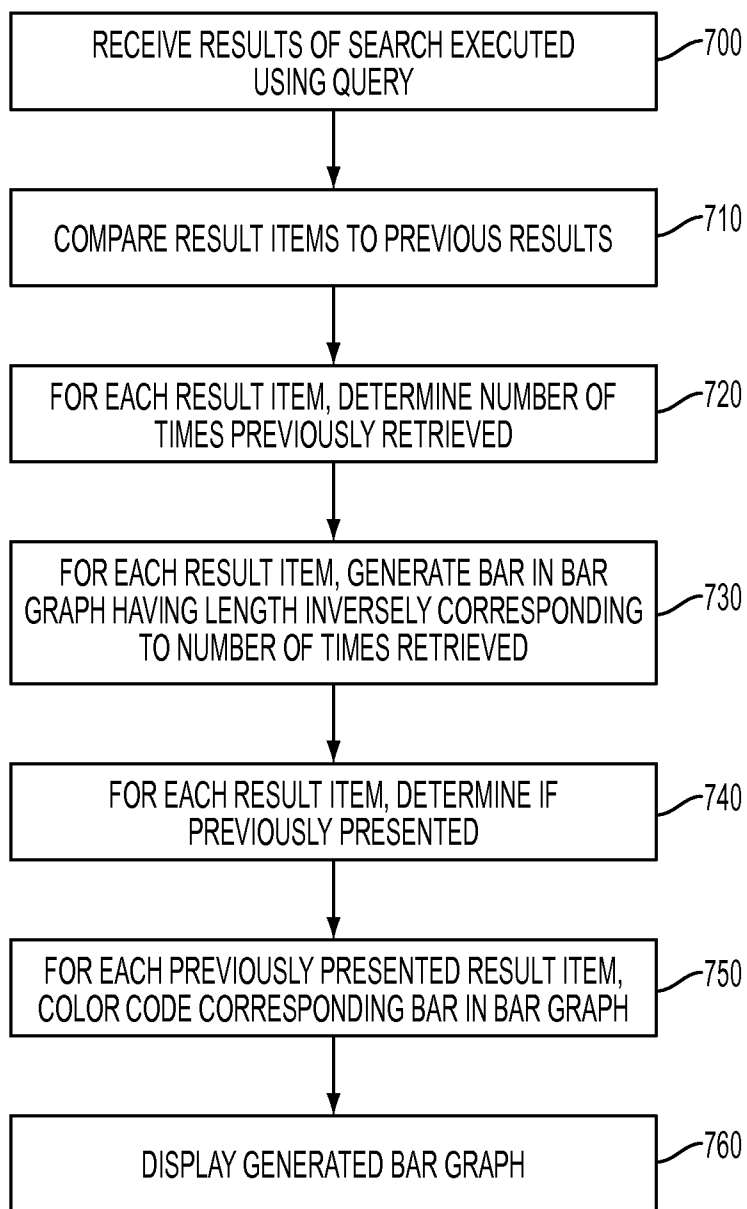 RECEIVE RESULTS OF SEARCH EXECUTED
USING QUERY
700
COMPARE RESULT ITEMS TO PREVIOUS RESULTS
710
FOR EACH RESULT ITEM, DETERMINE NUMBER OF
TIMES PREVIOUSLY RETRIEVED
720
FOR EACH RESULT ITEM, GENERATE BAR IN BAR
GRAPH HAVING LENGTH INVERSELY CORRESPONDING
TO NUMBER OF TIMES RETRIEVED
730
FOR EACH RESULT ITEM, DETERMINE IF
PREVIOUSLY PRESENTED
740
FOR EACH PREVIOUSLY PRESENTED RESULT ITEM,
COLOR CODE CORRESPONDING BAR IN BAR GRAPH
750
DISPLAY GENERATED BAR GRAPH
760